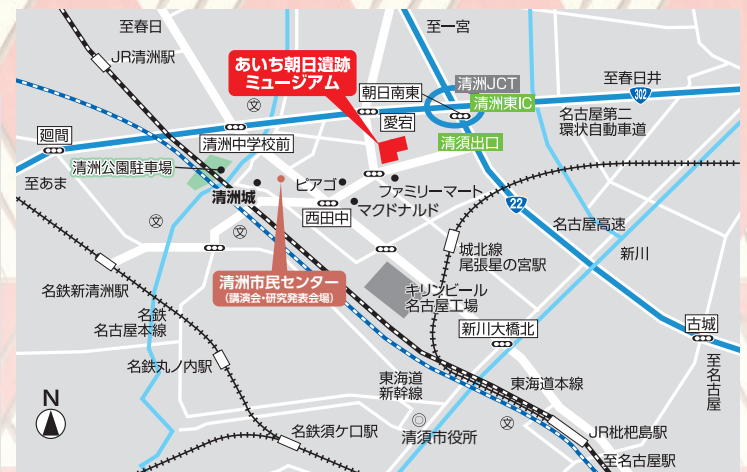 至春日
至一宮
JR清洲駅
あいち朝日遺跡
ミュージアム
朝日南東
清洲JCT
清洲東IC
至春日井
302
愛宕
名古屋第二
環状自動車道
廻間
清洲中学校前
清須出口
清洲公園駐車場
至あま
清洲城
ピアゴ
ファミリーマート
マクドナルド
西田中
22
名古屋高速
城北線
尾張星の宮駅
新川
名鉄新清洲駅
清洲市民センター
(講演会・研究発表会場)
キリンビール
名古屋工場
名鉄
名古屋本線
新川大橋北
古城
至名古屋
名鉄丸ノ内駅
東海道
新幹線
東海道本線
N
名鉄須ケ口駅
清須市役所
JR枇杷島駅
至名古屋駅
文
文
文
文
文